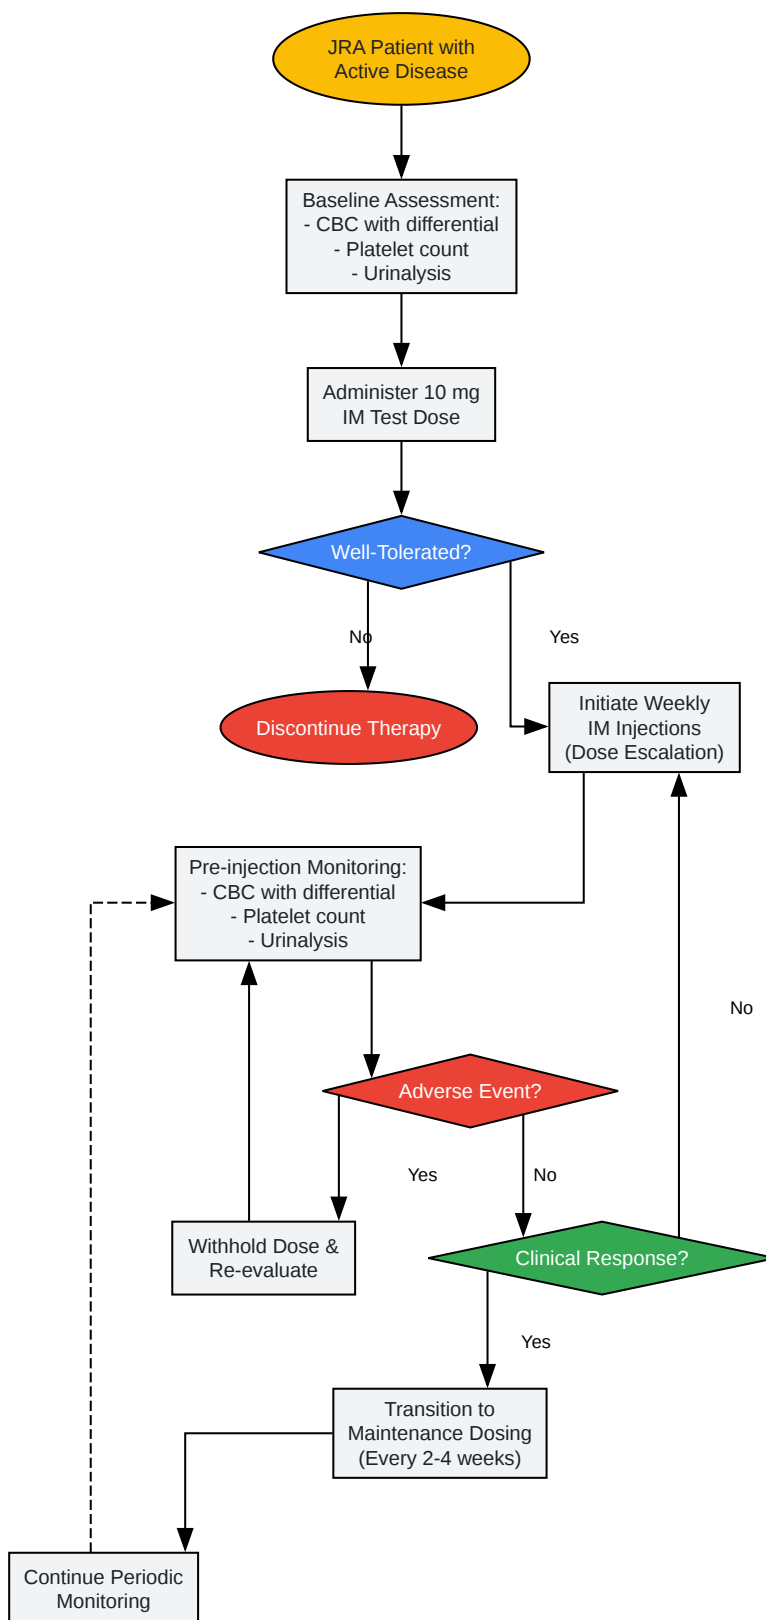 JRA Patient with
Active Disease
Baseline Assessment:
- CBC with differential
- Platelet count
- Urinalysis
Administer 10 mg
IM Test Dose
Well-Tolerated?
No
Yes
Discontinue Therapy
Initiate Weekly
IM Injections
(Dose Escalation)
Pre-injection Monitoring:
- CBC with differential
- Platelet count
- Urinalysis
No
Adverse Event?
Yes
No
Withhold Dose &
Re-evaluate
Clinical Response?
Yes
Transition to
Maintenance Dosing
(Every 2-4 weeks)
Continue Periodic
Monitoring